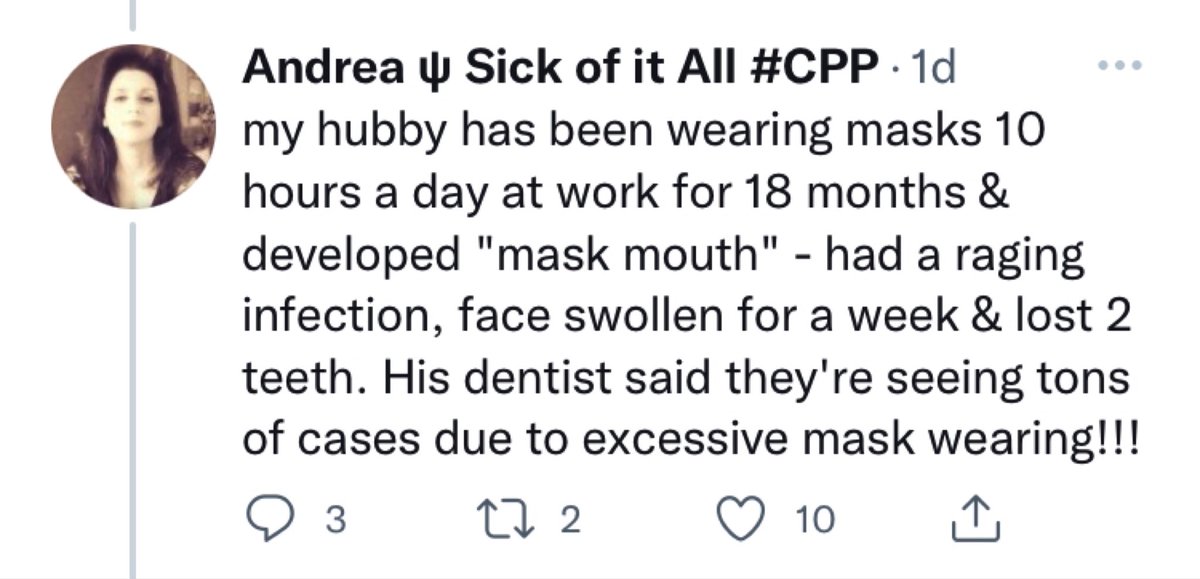 Andrea ψ Sick of it All #CPP · 1d
my hubby has been wearing masks 10
hours a day at work for 18 months &
developed "mask mouth" - had a raging
infection, face swollen for a week & lost 2
teeth. His dentist said they're seeing tons
of cases due to excessive mask wearing!!!
3 2 10